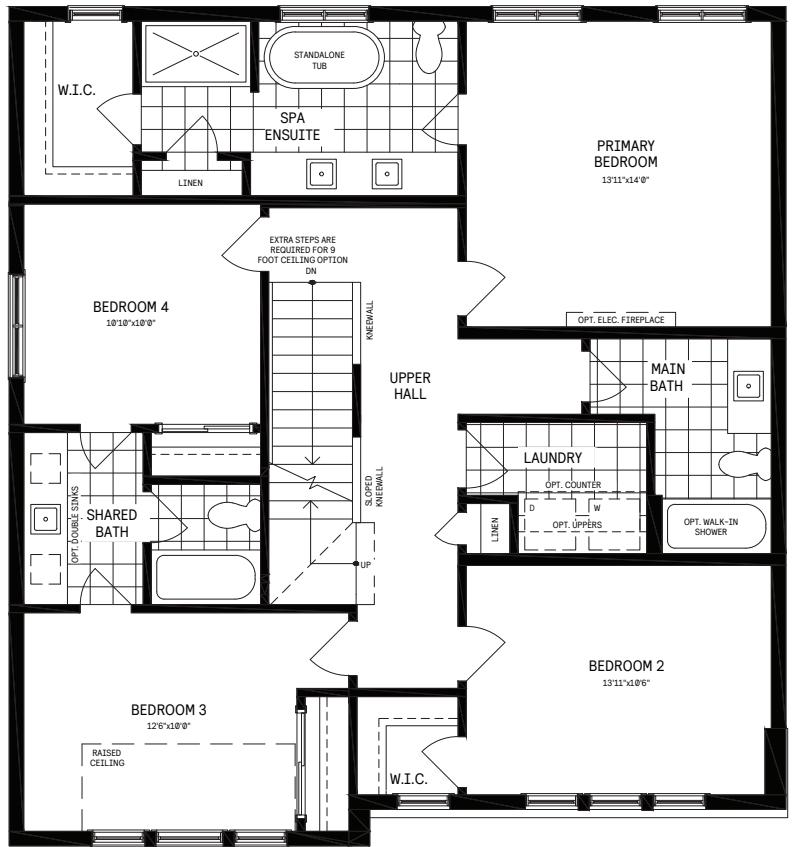 STANDALONE
TUB
W.I.C.
SPA
ENSUITE
LINEN
PRIMARY
BEDROOM
13'11"x14'0"
EXTRA STEPS ARE
REQUIRED FOR 9
FOOT CEILING OPTION
DN
BEDROOM 4
10'10"x10'0"
KNEEWALL
OPT. ELEC. FIREPLACE
UPPER
HALL
MAIN
BATH
LAUNDRY
OPT. COUNTER
D
W
OPT. UPPERS
LINEN
OPT. WALK-IN
SHOWER
SLOPED
KNEEWALL
OPT. DOUBLE SINKS
SHARED
BATH
UP
BEDROOM 2
13'11"x10'6"
BEDROOM 3
12'6"x10'0"
RAISED
CEILING
W.I.C.